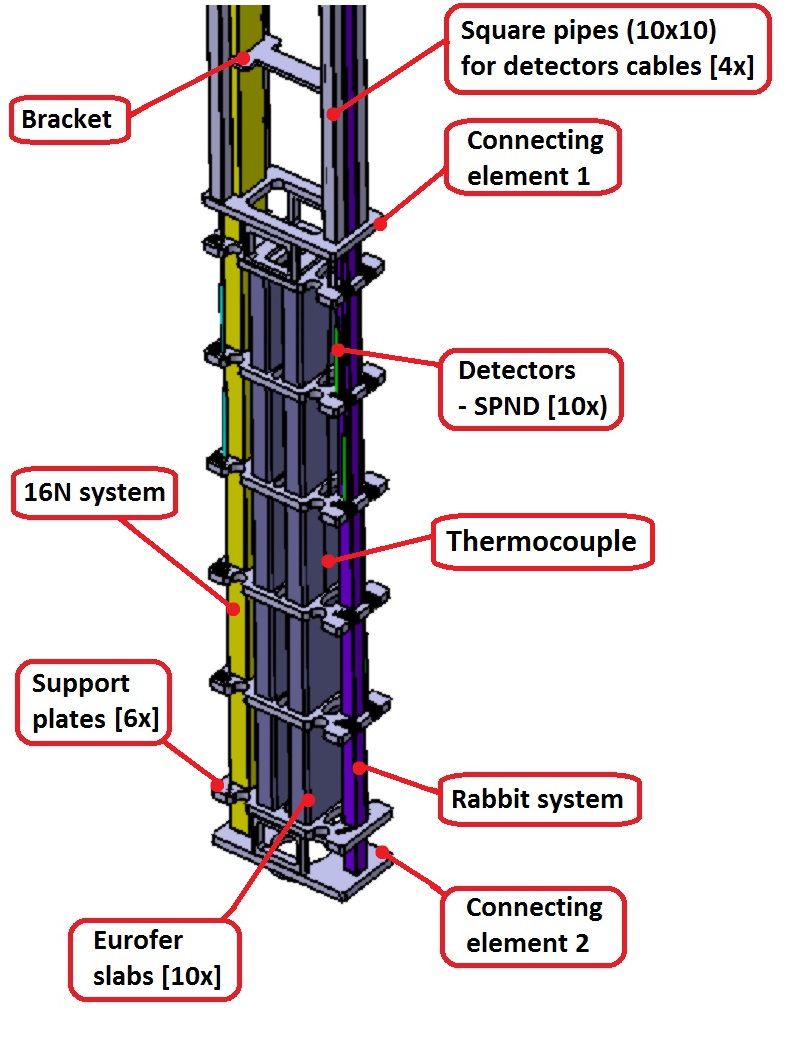 Square pipes (10x10)
for detectors cables [4x]
Bracket
Connecting
element 1
Detectors
- SPND [10x)
16N system
Thermocouple
Support
plates [6x]
Rabbit system
Connecting
element 2
Eurofer
slabs [10x]